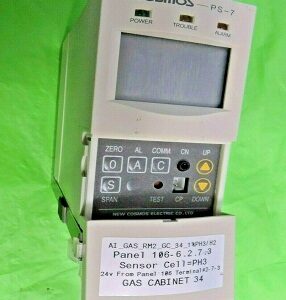 COSMOS PS-7
POWER TROUBLE ALARM
ZERO AL COMM. CN UP
0 A C
S
SPAN TEST CP DOWN
NEW COSMOS ELECTRIC CO.,LTD
AI_GAS_RM2_GC_34_1%PH3/H2
Panel 106-6.2.7.3
Sensor Cell=PH3
24v From Panel 106 Terminal#2-7-3
GAS CABINET 34